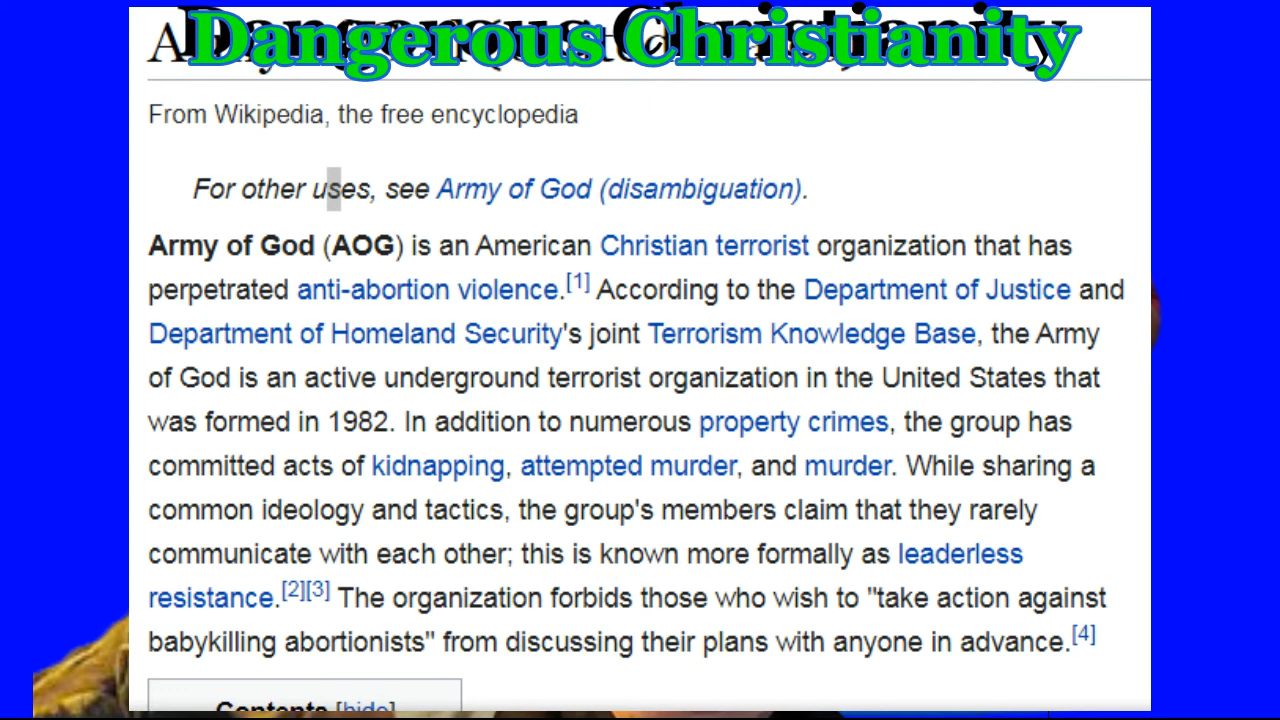 Dangerous Christianity
From Wikipedia, the free encyclopedia
For other uses, see Army of God (disambiguation).
Army of God (AOG) is an American Christian terrorist organization that has
perpetrated anti-abortion violence.[1] According to the Department of Justice and
Department of Homeland Security's joint Terrorism Knowledge Base, the Army
of God is an active underground terrorist organization in the United States that
was formed in 1982. In addition to numerous property crimes, the group has
committed acts of kidnapping, attempted murder, and murder. While sharing a
common ideology and tactics, the group's members claim that they rarely
communicate with each other; this is known more formally as leaderless
resistance.[2][3] The organization forbids those who wish to "take action against
babykilling abortionists" from discussing their plans with anyone in advance.[4]
Contents [hide]